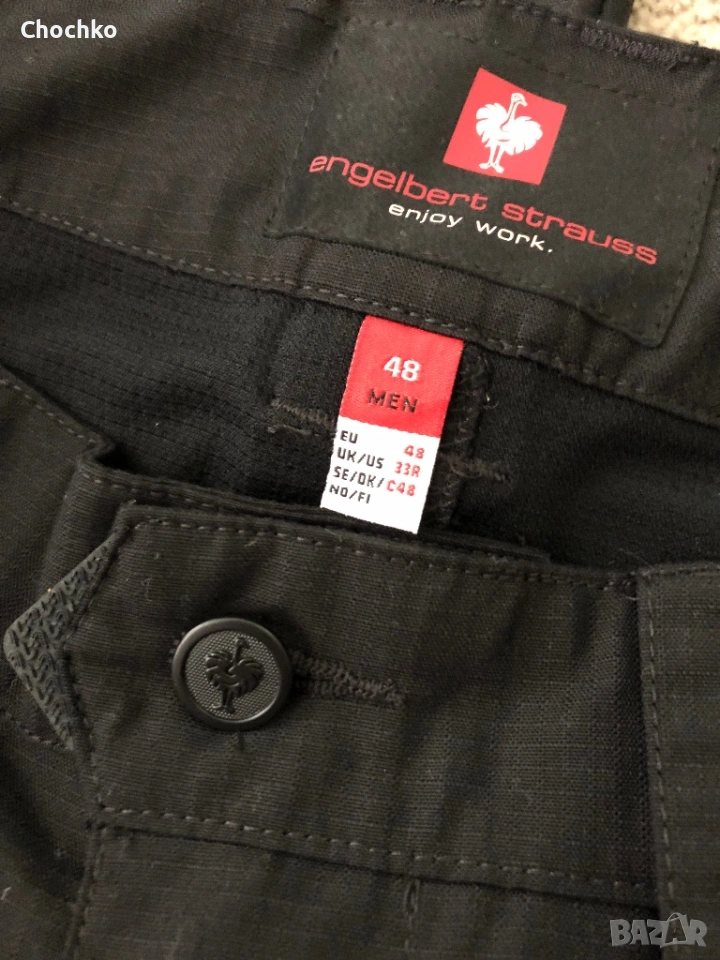 Chochko
engelbert strauss
enjoy work.
48
MEN
EU 48
UK/US 33R
SE/DK/ C48
NO/FI
BAZAR